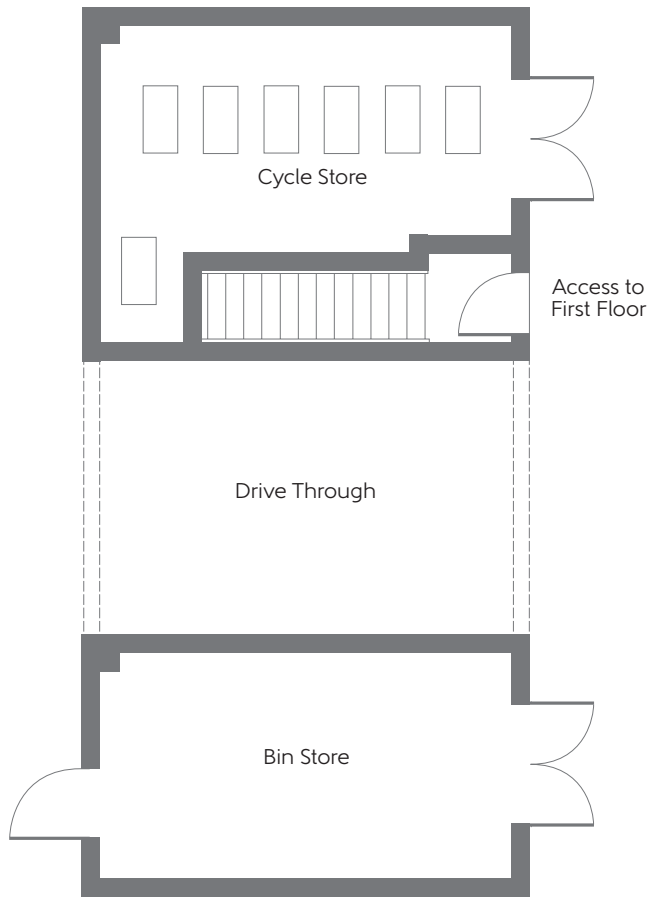 Cycle Store
Access to
First Floor
Drive Through
Bin Store